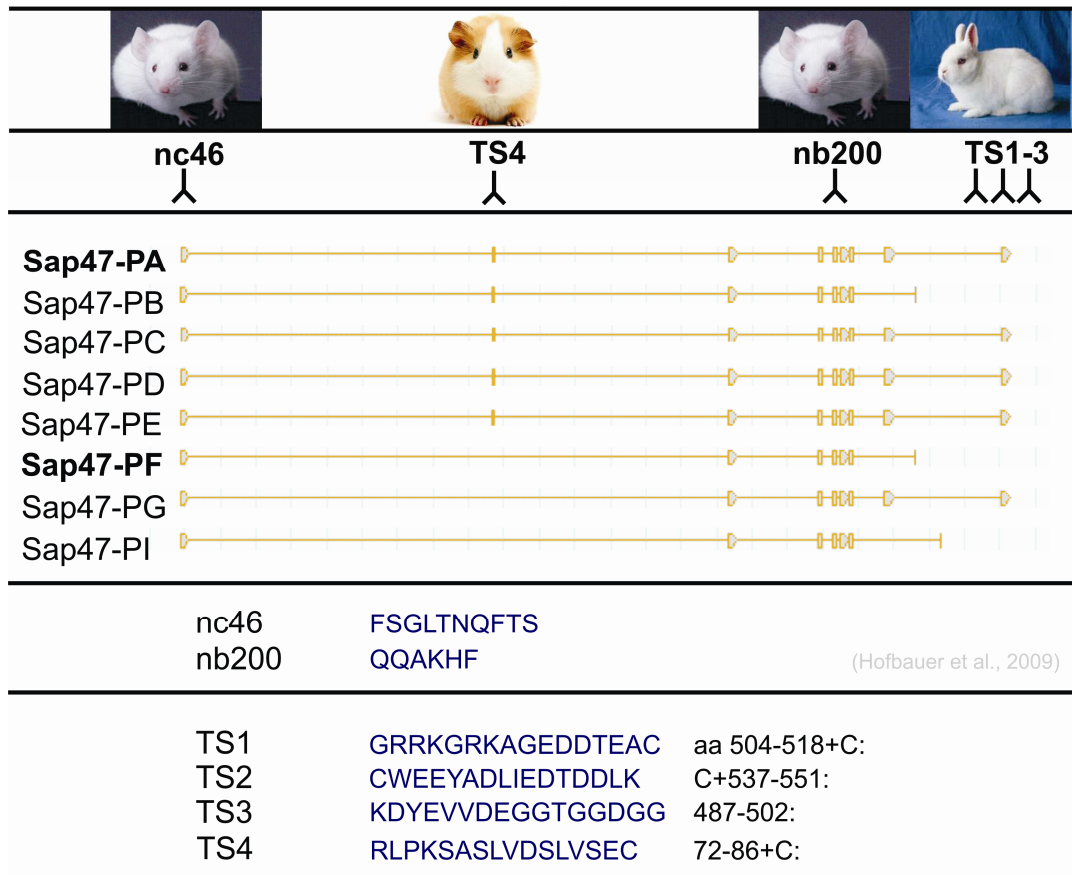 nc46 TS4 nb200 TS1-3
Sap47-PA
Sap47-PB
Sap47-PC
Sap47-PD
Sap47-PE
Sap47-PF
Sap47-PG
Sap47-PI
nc46 FSGLTNQFTS
nb200 QQAKHF (Hofbauer et al., 2009)
TS1 GRRKGRKAGEDDTEAC aa 504-518+C:
TS2 CWEEYADLIEDTDDLK C+537-551:
TS3 KDYEVVDEGGTGGDGG 487-502:
TS4 RLPKSASLVDSLVSEC 72-86+C: